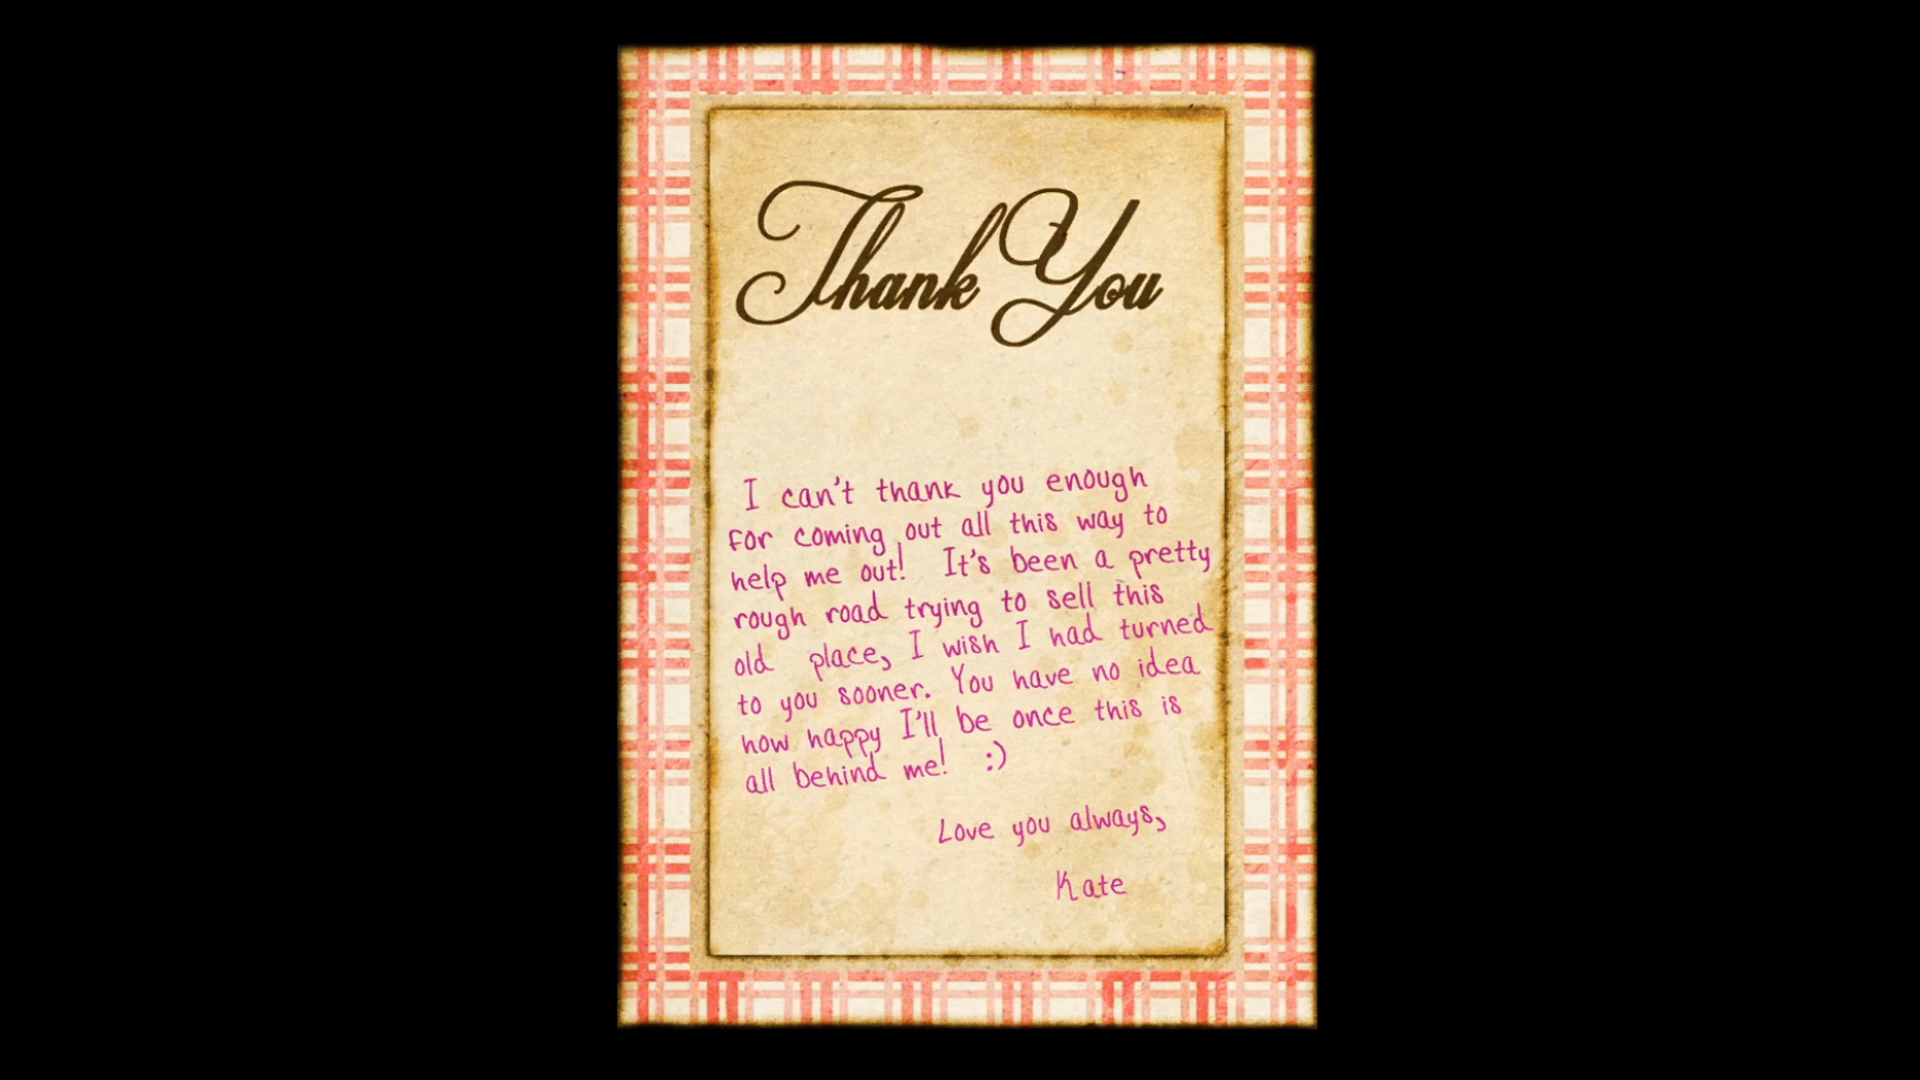 Thank You
I can't thank you enough
for coming out all this way to
help me out! It's been a pretty
rough road trying to sell this
old place, I wish I had turned
to you sooner. You have no idea
how happy I'll be once this is
all behind me! :)
Love you always,
Kate